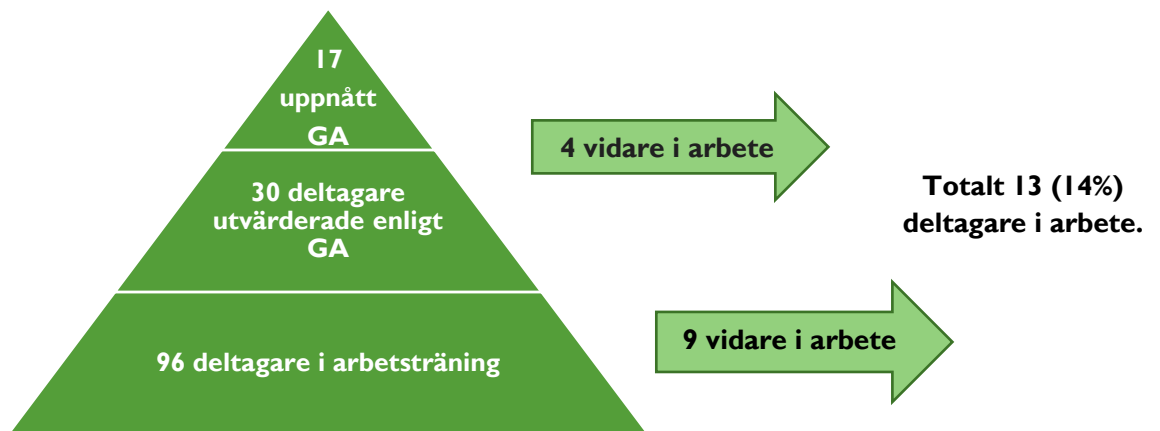 17
uppnått
GA
30 deltagare
utvärderade enligt
GA
96 deltagare i arbetsträning
4 vidare i arbete
9 vidare i arbete
Totalt 13 (14%)
deltagare i arbete.